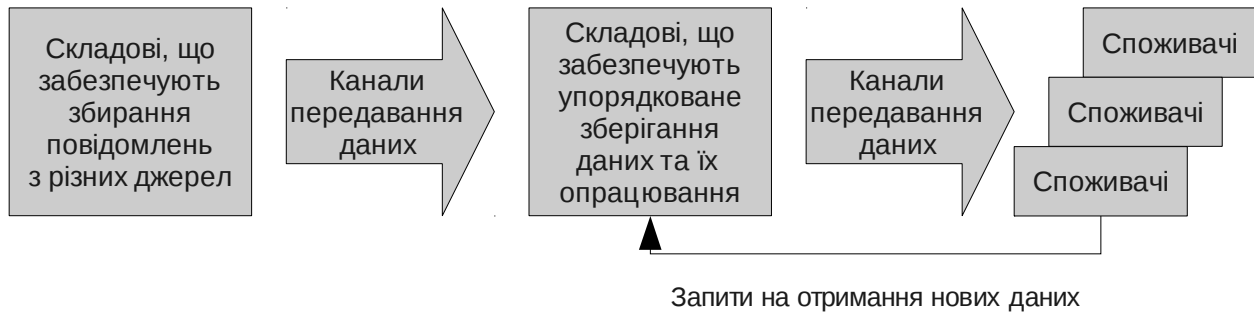 Складові, що
забезпечують
збирання
повідомлень
з різних джерел
Канали
передавання
даних
Складові, що
забезпечують
упорядковане
зберігання
даних та їх
опрацювання
Канали
передавання
даних
Споживачі
Споживачі
Споживачі
Запити на отримання нових даних